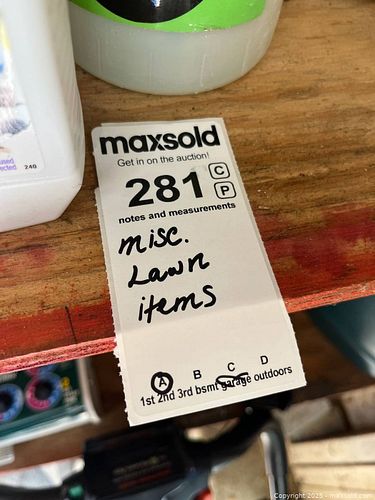 240
maxsold
Get in on the auction!
281 C
P
notes and measurements
misc.
Lawn
items
A B C D
1st 2nd 3rd bsmt garage outdoors
Copyright 2025 - maxsold.com